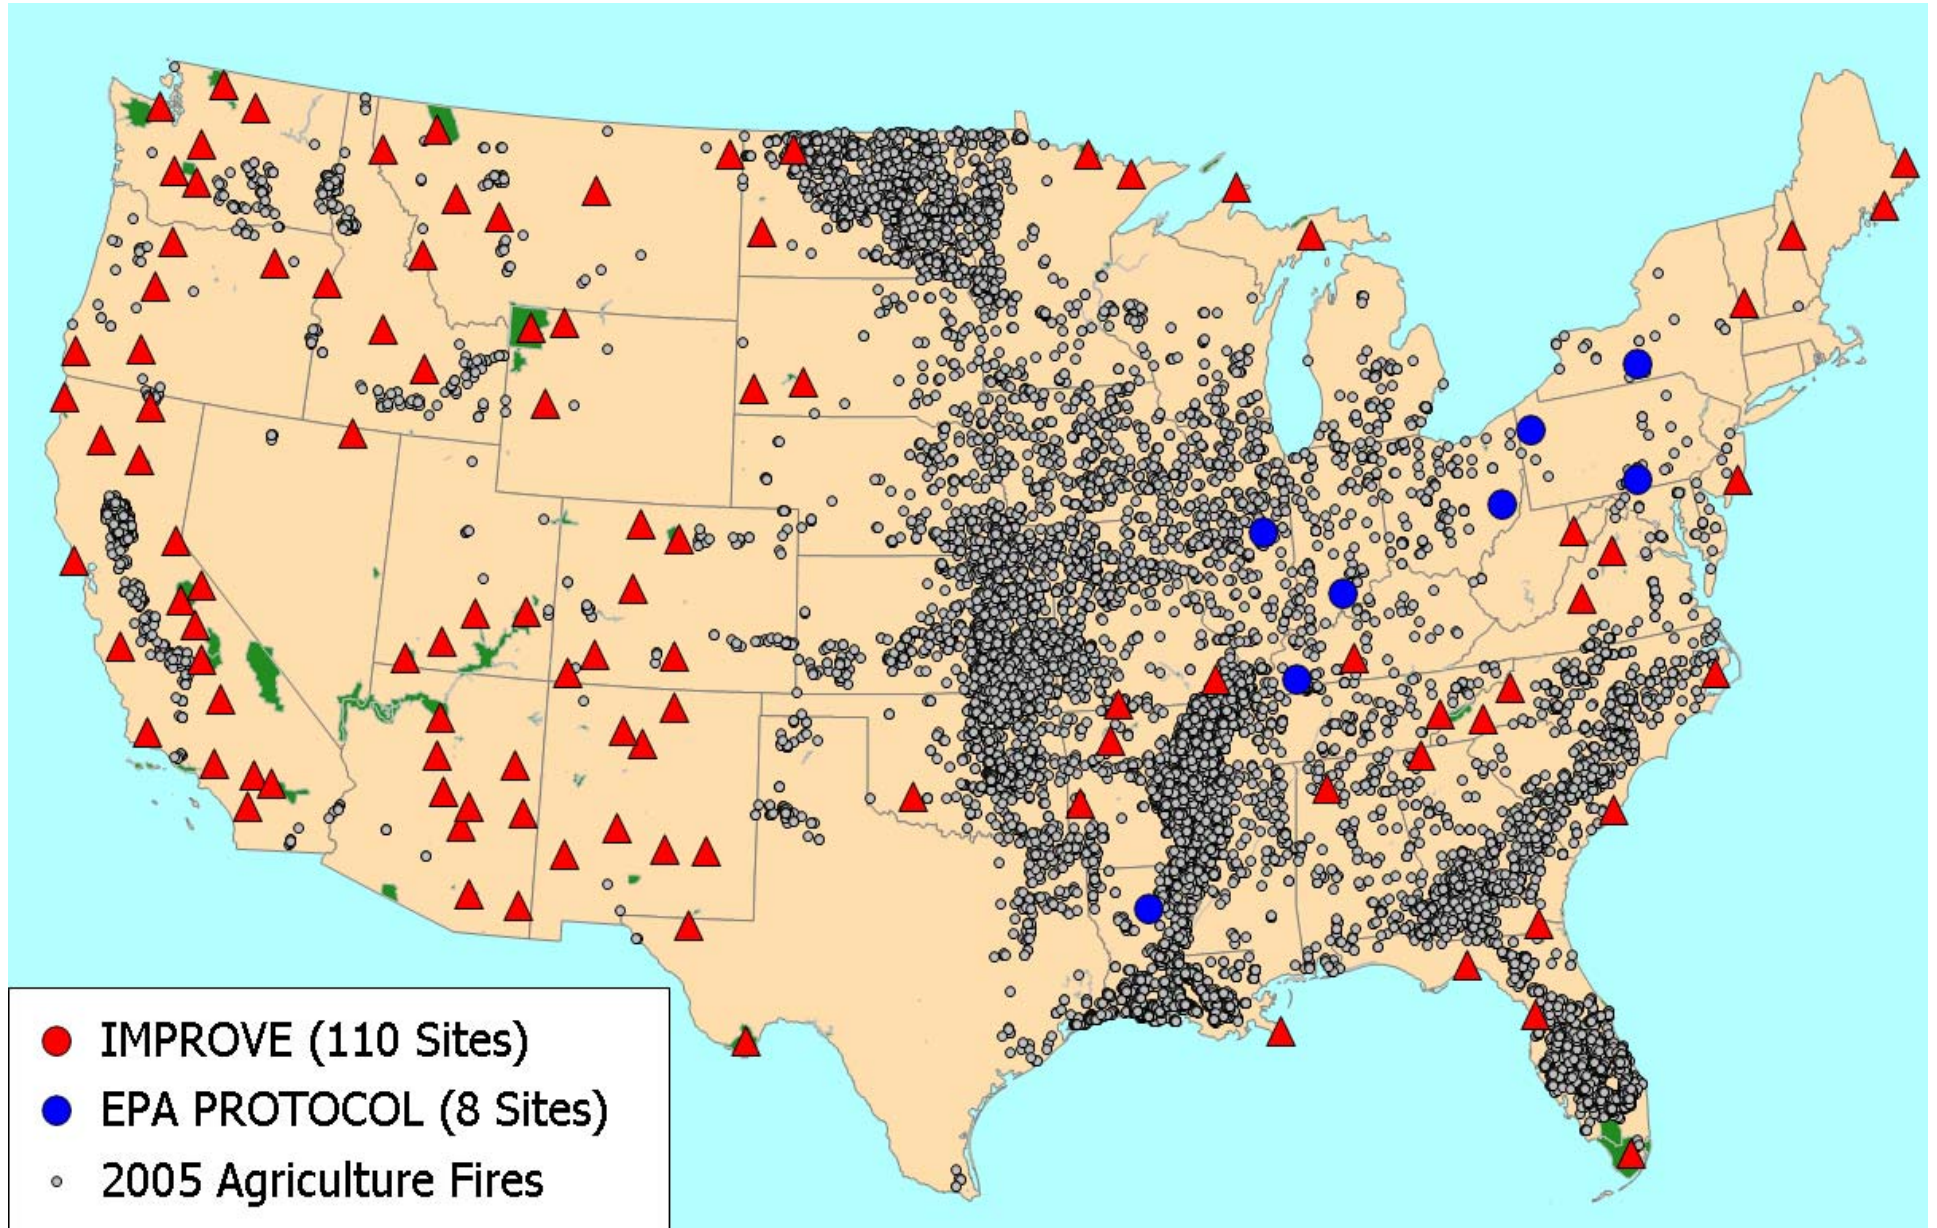 IMPROVE (110 Sites)
EPA PROTOCOL (8 Sites)
2005 Agriculture Fires